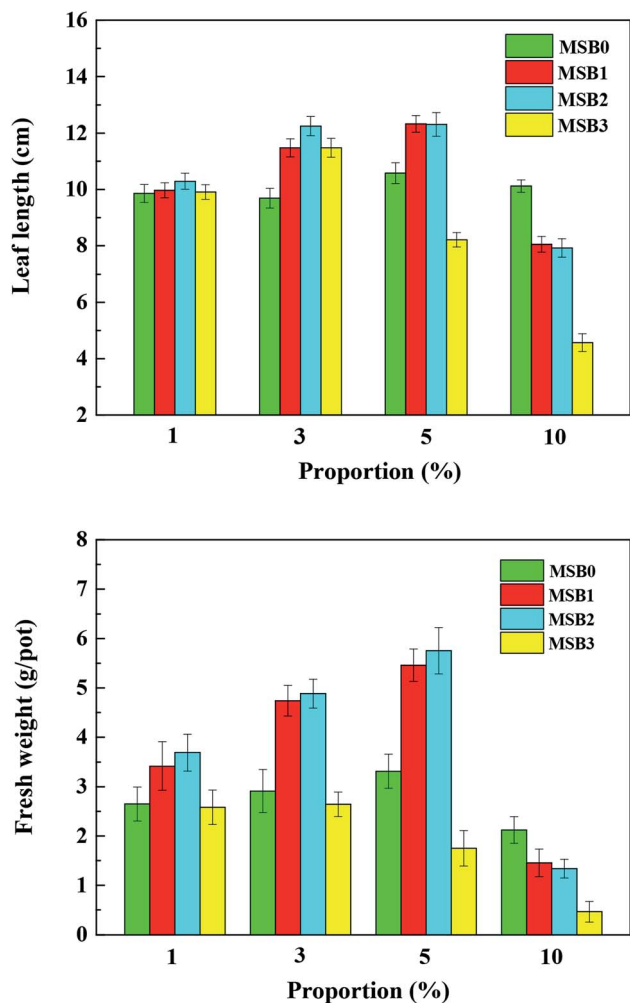 MSB0
MSB1
MSB2
MSB3
16
14
12
10
8
6
4
2
Leaf length (cm)
1 3 5 10
Proportion (%)
MSB0
MSB1
MSB2
MSB3
8
7
6
5
4
3
2
1
0
Fresh weight (g/pot)
1 3 5 10
Proportion (%)